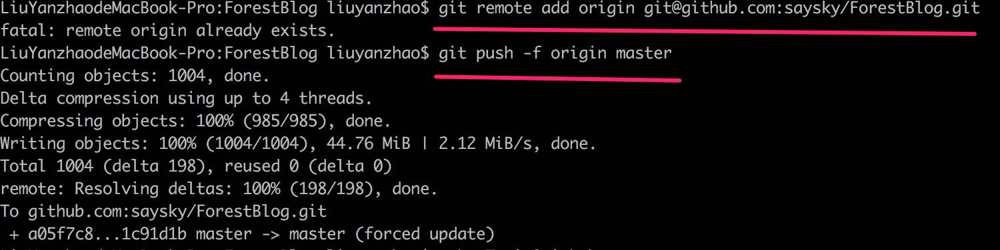 LiuYanzhaodeMacBook-Pro:ForestBlog liuyanzhao$ git remote add origin git@github.com:saysky/ForestBlog.git
fatal: remote origin already exists.
LiuYanzhaodeMacBook-Pro:ForestBlog liuyanzhao$ git push -f origin master
Counting objects: 1004, done.
Delta compression using up to 4 threads.
Compressing objects: 100% (985/985), done.
Writing objects: 100% (1004/1004), 44.76 MiB | 2.12 MiB/s, done.
Total 1004 (delta 198), reused 0 (delta 0)
remote: Resolving deltas: 100% (198/198), done.
To github.com:saysky/ForestBlog.git
 + a05f7c8...1c91d1b master -> master (forced update)